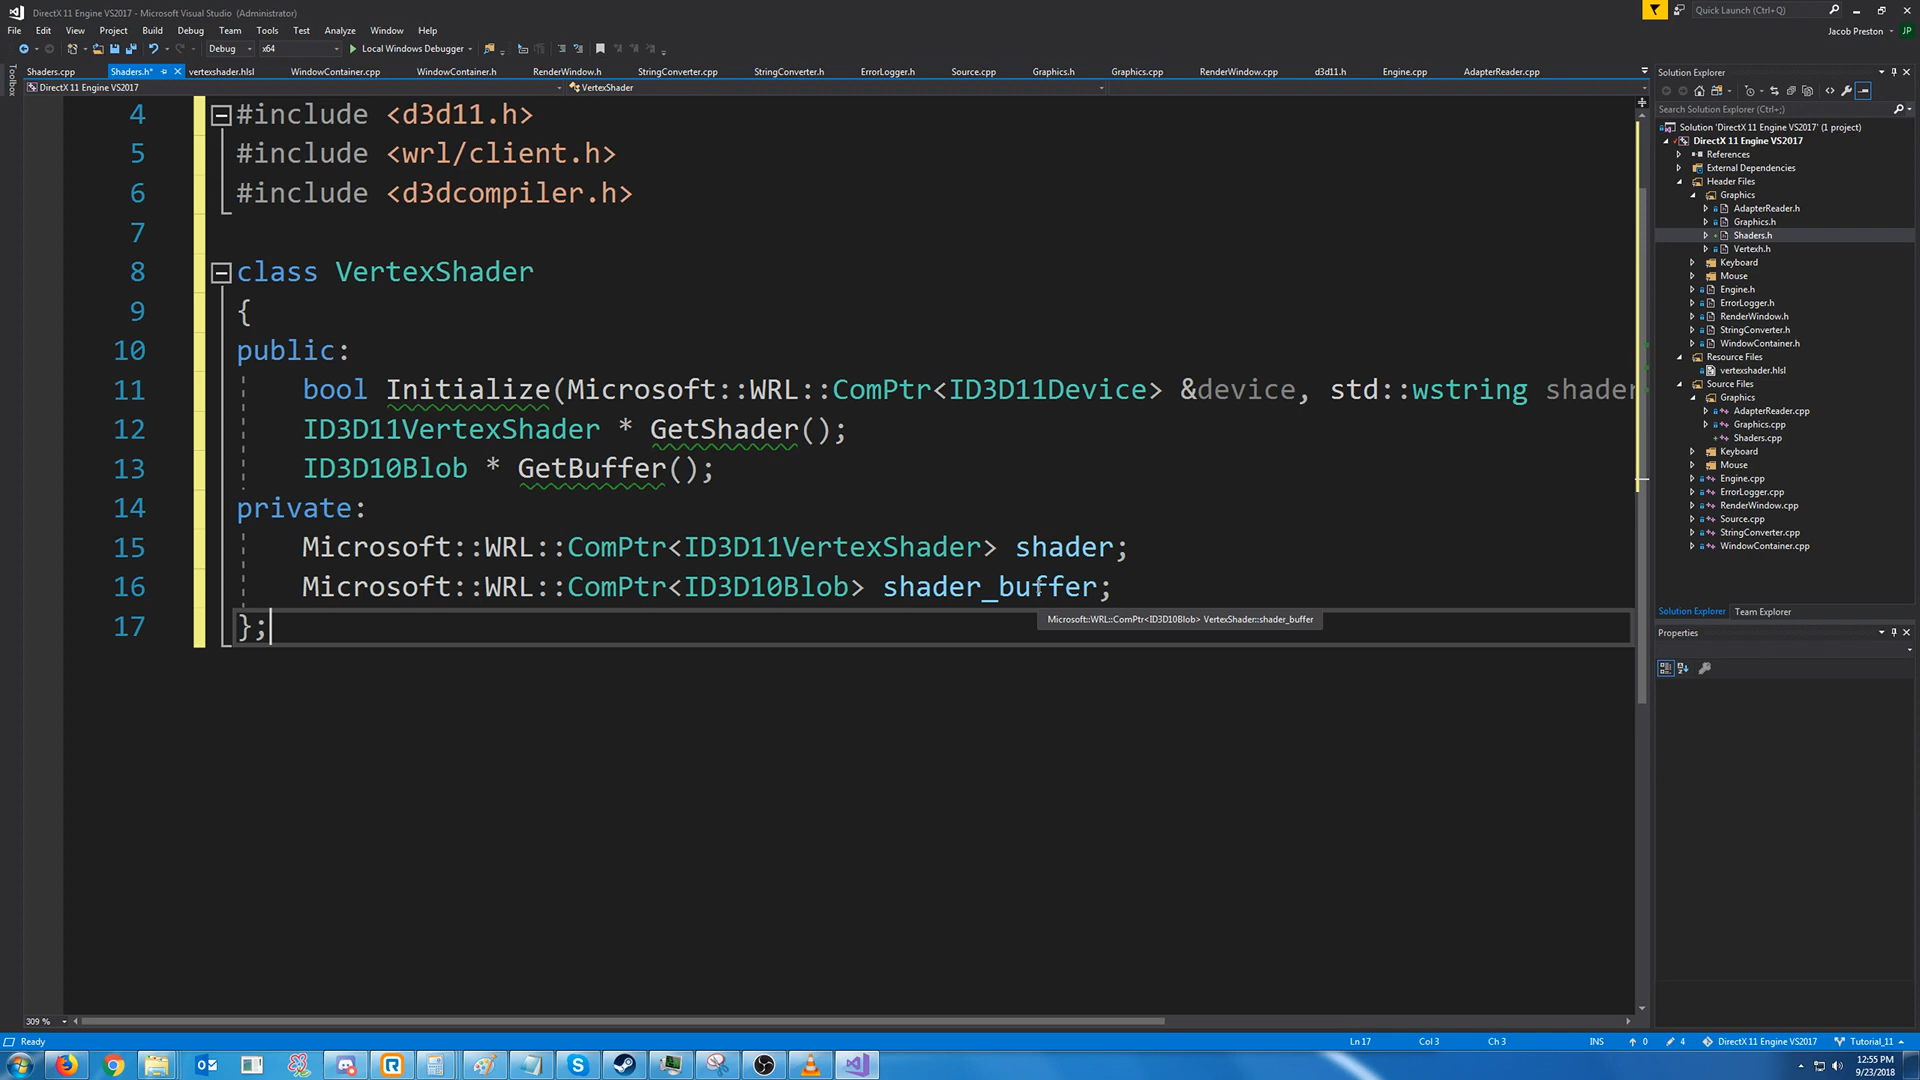 DirectX 11 Engine VS2017 - Microsoft Visual Studio (Administrator)
Quick Launch (Ctrl+Q)
File Edit View Project Build Debug Team Tools Test Analyze Window Help
Jacob Preston JP
Debug x64 Local Windows Debugger
Toolbox
Shaders.cpp Shaders.h* vertexshader.hlsl WindowContainer.cpp WindowContainer.h RenderWindow.h StringConverter.cpp StringConverter.h ErrorLogger.h Source.cpp Graphics.h Graphics.cpp RenderWindow.cpp d3d11.h Engine.cpp AdapterReader.cpp
DirectX 11 Engine VS2017 VertexShader
4 #include <d3d11.h>
5 #include <wrl/client.h>
6 #include <d3dcompiler.h>
7
8 class VertexShader
9 {
10 public:
11 bool Initialize(Microsoft::WRL::ComPtr<ID3D11Device> &device, std::wstring shader
12 ID3D11VertexShader * GetShader();
13 ID3D10Blob * GetBuffer();
14 private:
15 Microsoft::WRL::ComPtr<ID3D11VertexShader> shader;
16 Microsoft::WRL::ComPtr<ID3D10Blob> shader_buffer;
17 };
Microsoft::WRL::ComPtr<ID3D10Blob> VertexShader::shader_buffer
309 %
Solution Explorer
Search Solution Explorer (Ctrl+;)
Solution 'DirectX 11 Engine VS2017' (1 project)
DirectX 11 Engine VS2017
References
External Dependencies
Header Files
Graphics
AdapterReader.h
Graphics.h
Shaders.h
Vertexh.h
Keyboard
Mouse
Engine.h
ErrorLogger.h
RenderWindow.h
StringConverter.h
WindowContainer.h
Resource Files
vertexshader.hlsl
Source Files
Graphics
AdapterReader.cpp
Graphics.cpp
Shaders.cpp
Keyboard
Mouse
Engine.cpp
ErrorLogger.cpp
RenderWindow.cpp
Source.cpp
StringConverter.cpp
WindowContainer.cpp
Solution Explorer Team Explorer
Properties
Ready Ln 17 Col 3 Ch 3 INS 0 4 DirectX 11 Engine VS2017 Tutorial_11
12:55 PM
9/23/2018